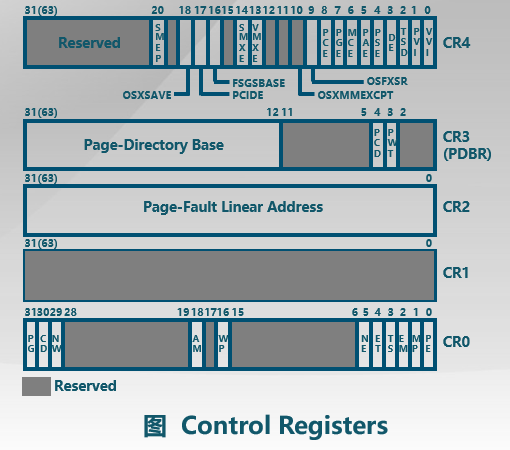 31(63) 20 18 17 16 15 14 13 12 11 10 9 8 7 6 5 4 3 2 1 0
Reserved SMEP SMXE VMXE PCE PGE MCE PAE PSE DE TSD PVI VVI CR4
FSGSBASE OSFXSR
OSXSAVE PCIDE OSXMMEXCPT
31(63) 12 11 5 4 3 2
Page-Directory Base PCD PWT CR3
(PDBR)
31(63) 0
Page-Fault Linear Address CR2
31(63) 0
CR1
31 30 29 28 19 18 17 16 15 6 5 4 3 2 1 0
PG CD NW AM WP NE ET TS EM MP PE CR0
Reserved
图 Control Registers